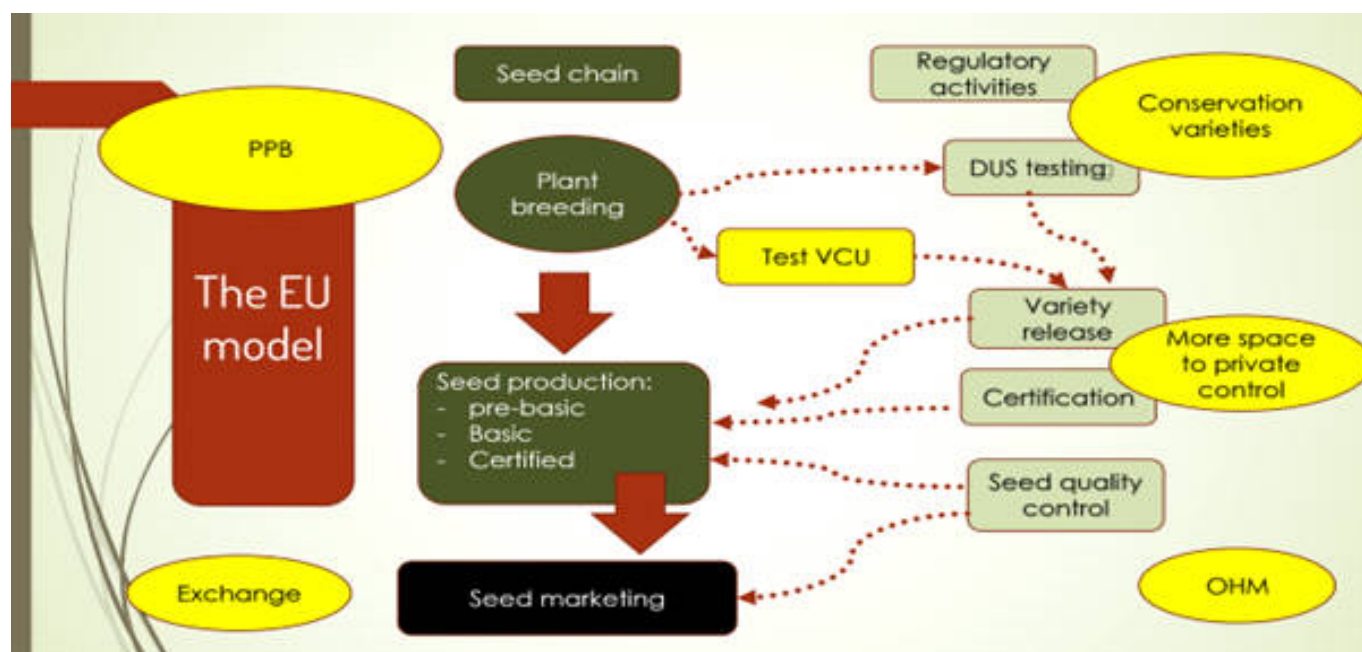 Seed chain
Regulatory
activities
Conservation
varieties
PPB
Plant
breeding
DUS testing)
Test VCU
The EU
model
Variety
release
More space
to private
control
Seed production:
- pre-basic
- Basic
- Certified
Certification
Seed quality
control
Exchange
Seed marketing
OHM